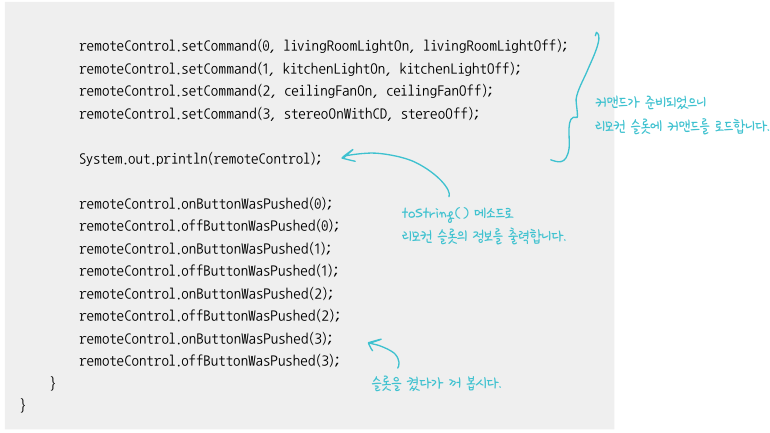 remoteControl.setCommand(0, livingRoomLightOn, livingRoomLightOff);
remoteControl.setCommand(1, kitchenLightOn, kitchenLightOff);
remoteControl.setCommand(2, ceilingFanOn, ceilingFanOff);
remoteControl.setCommand(3, stereoOnWithCD, stereoOff);
커맨드가 준비되었으니
리모컨 슬롯에 커맨드를 로드합니다.
System.out.println(remoteControl);
toString() 메소드로
리모컨 슬롯의 정보를 출력합니다.
remoteControl.onButtonWasPushed(0);
remoteControl.offButtonWasPushed(0);
remoteControl.onButtonWasPushed(1);
remoteControl.offButtonWasPushed(1);
remoteControl.onButtonWasPushed(2);
remoteControl.offButtonWasPushed(2);
remoteControl.onButtonWasPushed(3);
remoteControl.offButtonWasPushed(3);
슬롯을 켰다가 꺼 봅시다.
}
}